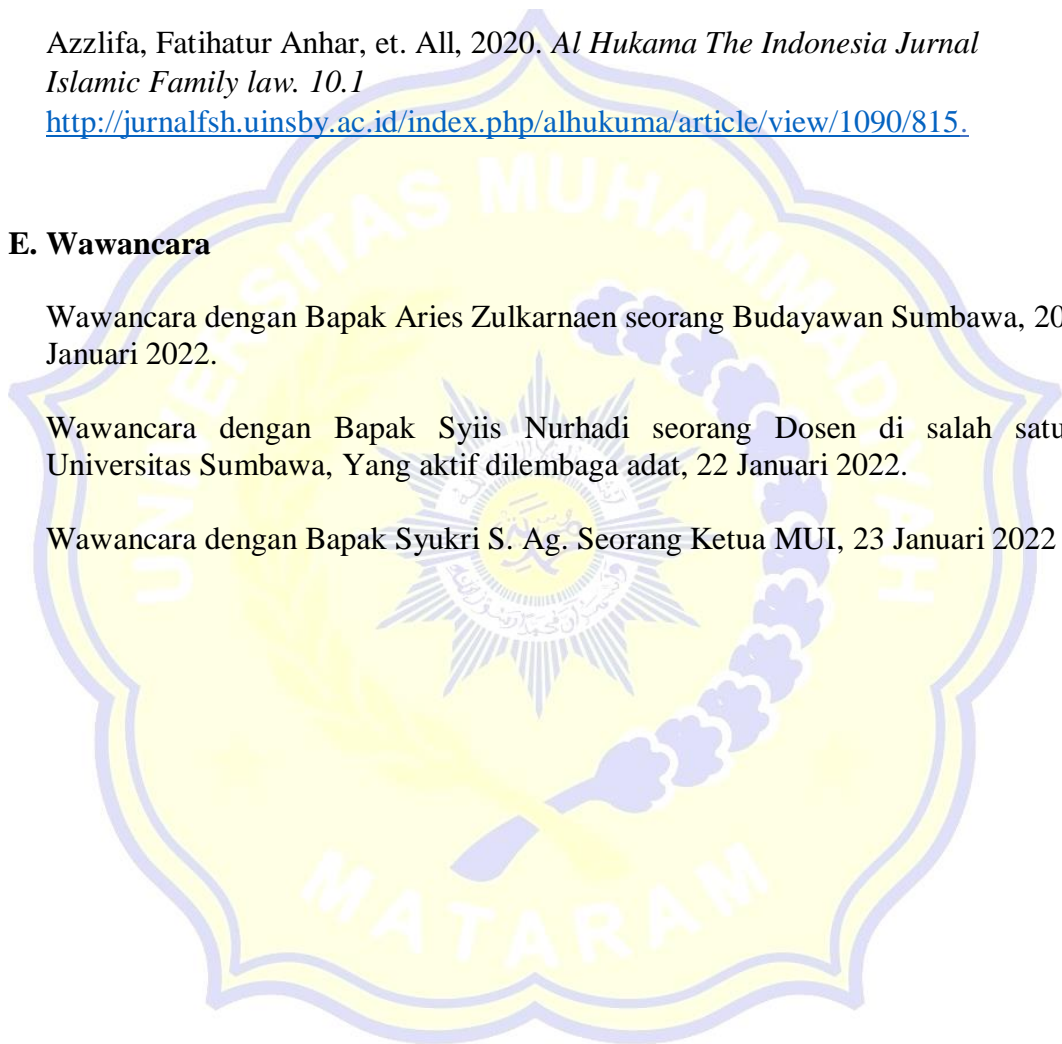 Azzlifa, Fatihatur Anhar, et. All, 2020. Al Hukama The Indonesia Jurnal
Islamic Family law. 10.1
http://jurnalfsh.uinsby.ac.id/index.php/alhukuma/article/view/1090/815.
E. Wawancara
Wawancara dengan Bapak Aries Zulkarnaen seorang Budayawan Sumbawa, 20
Januari 2022.
Wawancara dengan Bapak Syiis Nurhadi seorang Dosen di salah satu
Universitas Sumbawa, Yang aktif dilembaga adat, 22 Januari 2022.
Wawancara dengan Bapak Syukri S. Ag. Seorang Ketua MUI, 23 Januari 2022
UNIVERSITAS MUHAMMADIYAH
MATARAM